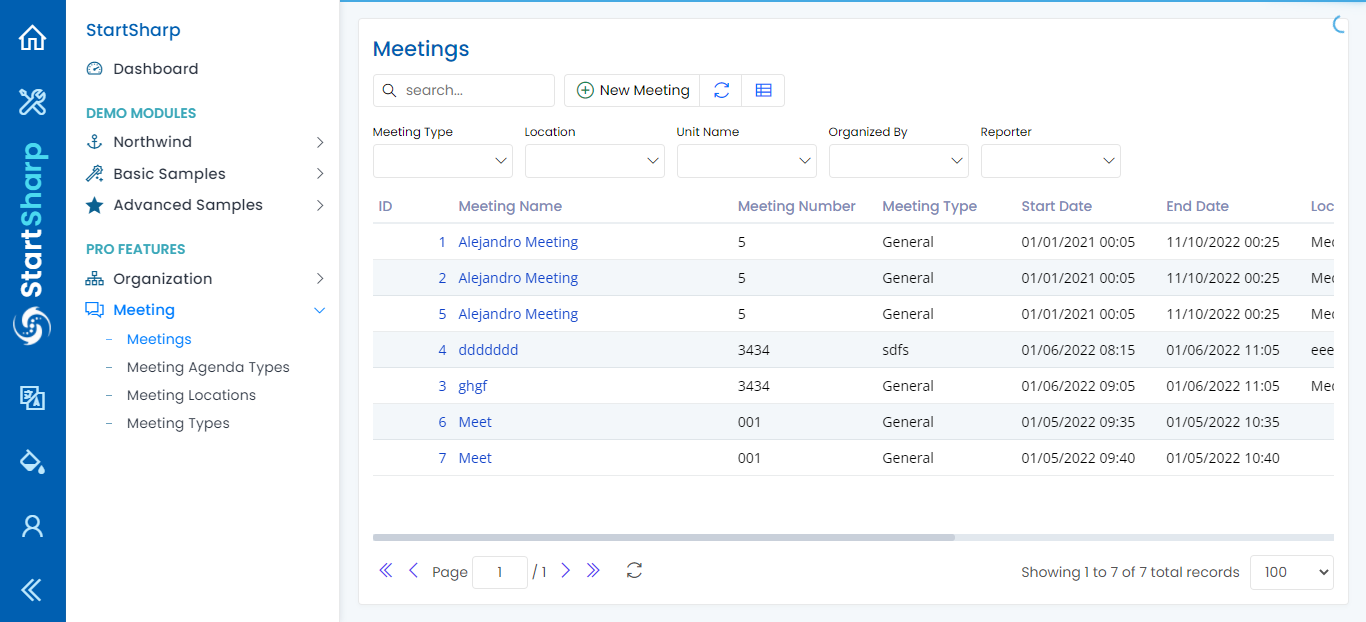 StartSharp
StartSharp
Dashboard
DEMO MODULES
Northwind
Basic Samples
Advanced Samples
PRO FEATURES
Organization
Meeting
– Meetings
– Meeting Agenda Types
– Meeting Locations
– Meeting Types
Meetings
search...
New Meeting
Meeting Type Location Unit Name Organized By Reporter
ID Meeting Name Meeting Number Meeting Type Start Date End Date Loc
1 Alejandro Meeting 5 General 01/01/2021 00:05 11/10/2022 00:25 Med
2 Alejandro Meeting 5 General 01/01/2021 00:05 11/10/2022 00:25 Med
5 Alejandro Meeting 5 General 01/01/2021 00:05 11/10/2022 00:25 Med
4 ddddddd 3434 sdfs 01/06/2022 08:15 01/06/2022 11:05 eee
3 ghgf 3434 General 01/06/2022 09:05 01/06/2022 11:05 Med
6 Meet 001 General 01/05/2022 09:35 01/05/2022 10:35
7 Meet 001 General 01/05/2022 09:40 01/05/2022 10:40
Page 1 / 1
Showing 1 to 7 of 7 total records 100